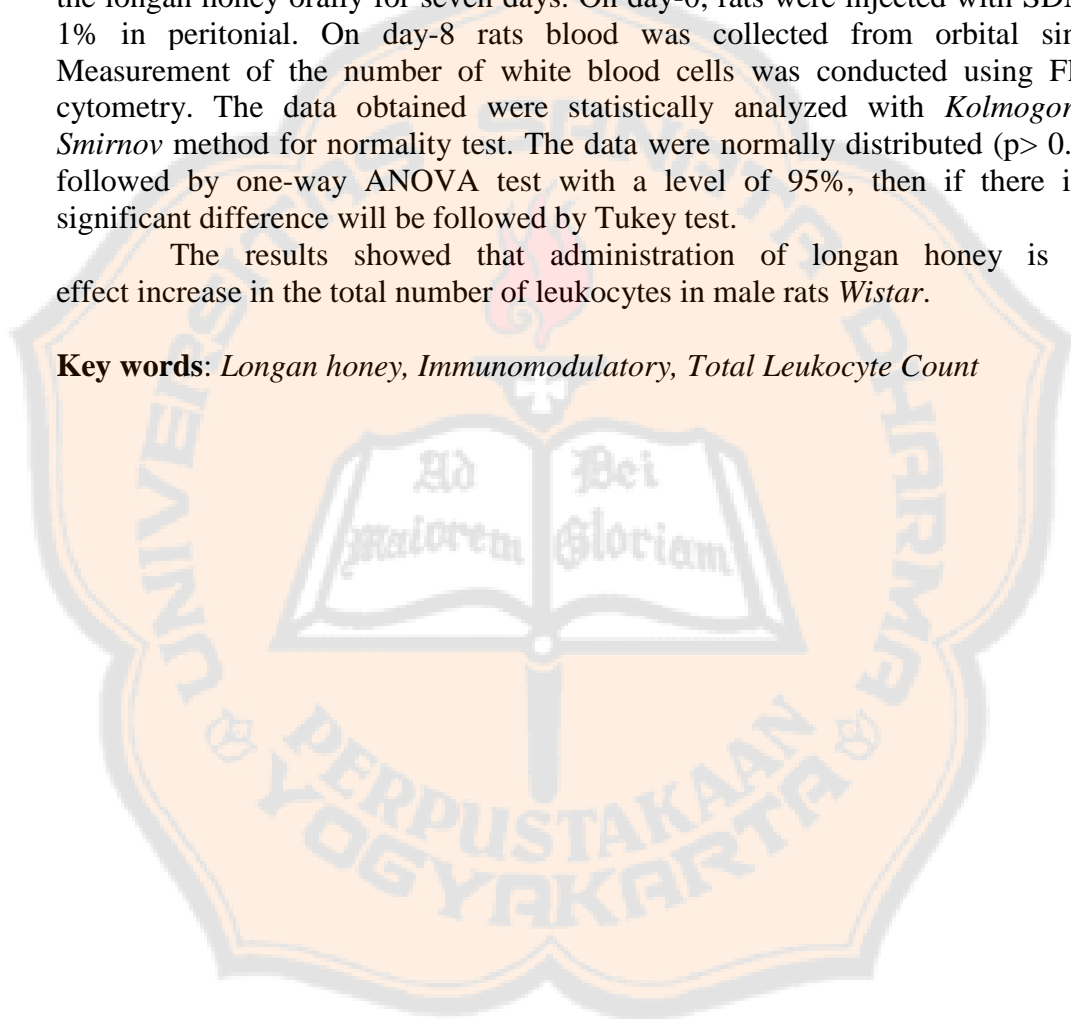 the longan honey orally for seven days. On rats were injected with
1% in peritonial. On day-8 rats blood was collected from orbital sin
Measurement of the number of white blood cells was conducted using Fl
cytometry. The data obtained were statistically analyzed with Kolmogor
Smirnov method for normality test. The data were normally distributed (p> 0.
followed by one-way ANOVA test with a level of 95%, then if there i
significant difference will be followed by Tukey test.
The results showed that administration of longan honey is
effect increase in the total number of leukocytes in male rats Wistar.
Key words: Longan honey, Immunomodulatory, Total Leukocyte Count
UNIVERSITAS SANATA DHARMA
Ad Dei
Maiorem Gloriam
PERPUSTAKAAN
YOGYAKARTA